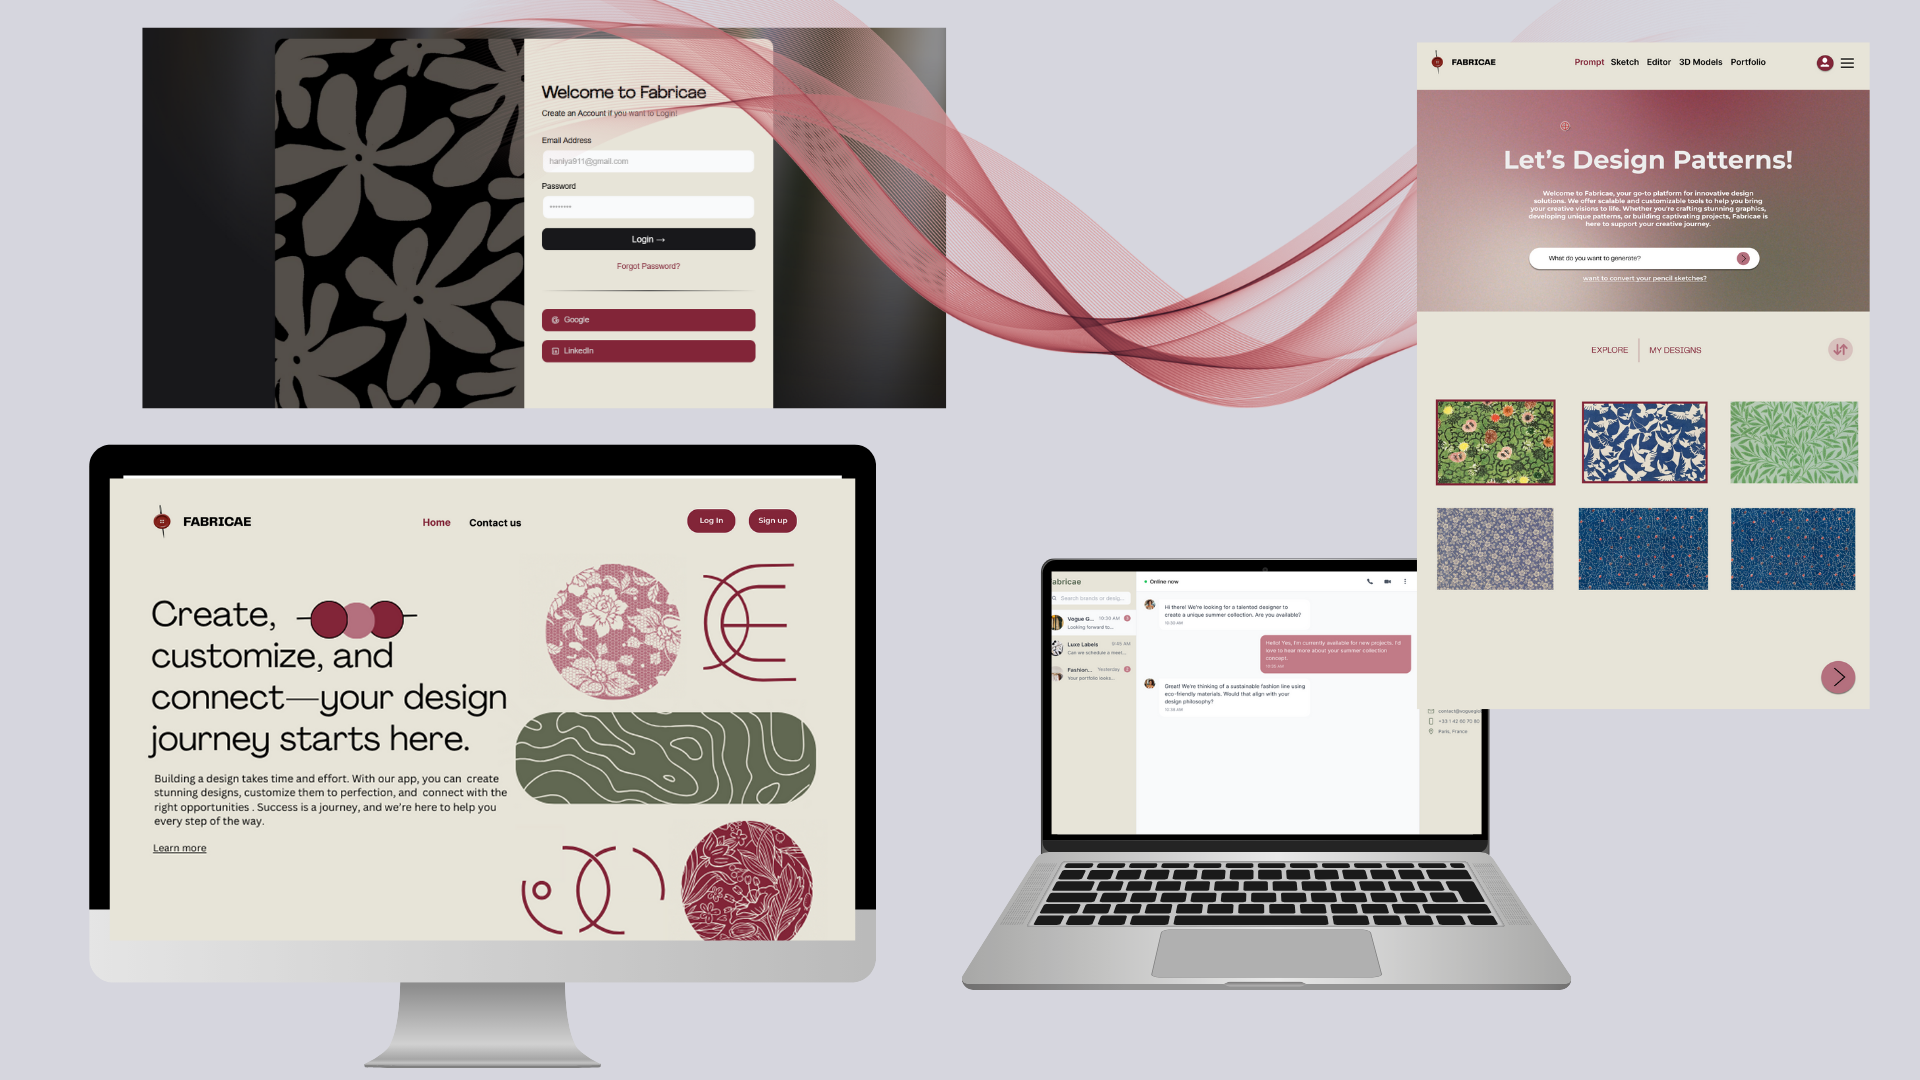 Welcome to Fabricae
Create an Account if you want to Login!
Email Address
haniya911@gmail.com
Password
••••••••
Login →
Forgot Password?
Google
LinkedIn
FABRICAE
Prompt Sketch Editor 3D Models Portfolio
Let's Design Patterns!
Welcome to Fabricae, your go-to platform for innovative design
solutions. We offer scalable and customizable tools to help you bring
your creative visions to life. Whether you're crafting stunning graphics,
developing unique patterns, or building captivating projects, Fabricae is
here to support your creative journey.
What do you want to generate?
want to convert your pencil sketches?
EXPLORE MY DESIGNS
FABRICAE
Home Contact us
Log In Sign up
Create,
customize, and
connect—your design
journey starts here.
Building a design takes time and effort. With our app, you can create
stunning designs, customize them to perfection, and connect with the
right opportunities . Success is a journey, and we're here to help you
every step of the way.
Learn more
abricae
Search brands or desig...
Vogue G... 10:30 AM
Looking forward to...
Luxe Labels 9:45 AM
Can we schedule a meet...
Fashion... Yesterday
Your portfolio looks...
Online now
Hi there! We're looking for a talented designer to
create a unique summer collection. Are you available?
10:30 AM
Hello! Yes, I'm currently available for new projects. I'd
love to hear more about your summer collection
concept.
Great! We're thinking of a sustainable fashion line using
eco-friendly materials. Would that align with your
design philosophy?
+33 1 42 60 70 80
Paris, France